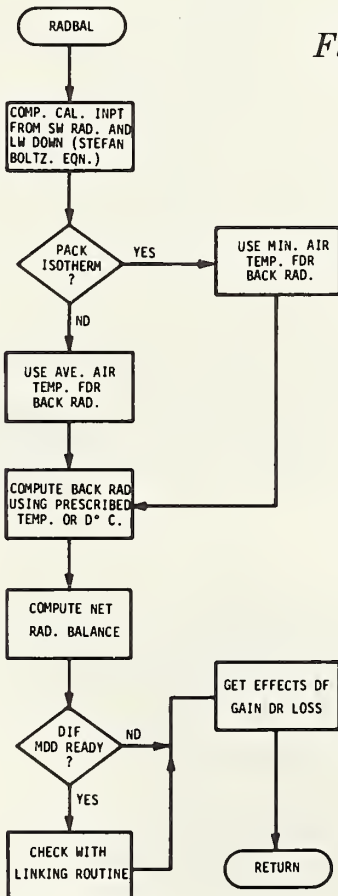 RADBAL
F
COMP. CAL. INPT
FROM SW RAD. AND
LW DOWN (STEFAN
BOLTZ. EQN.)
PACK
ISOTHERM
?
YES
USE MIN. AIR
TEMP. FDR
BACK RAD.
ND
USE AVE. AIR
TEMP. FDR
BACK RAD.
COMPUTE BACK RAD
USING PRESCRIBED
TEMP. OR D° C.
COMPUTE NET
RAD. BALANCE
DIF
MDD READY
?
ND
GET EFFECTS DF
GAIN DR LOSS
YES
CHECK WITH
LINKING ROUTINE
RETURN